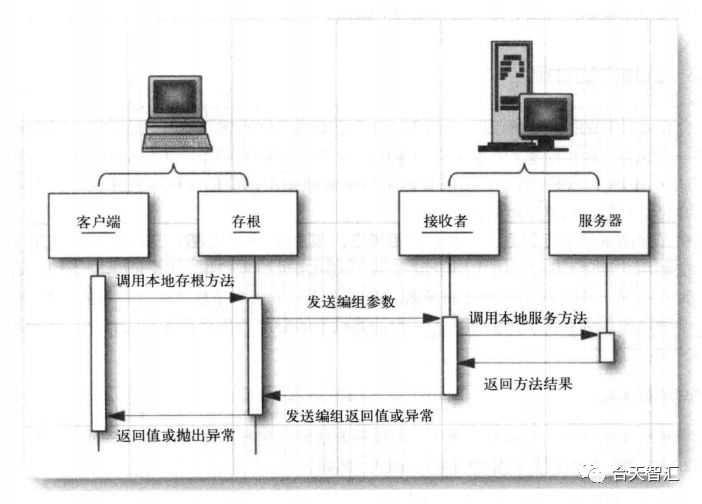 客户端
存根
接收者
服务器
调用本地存根方法
发送编组参数
调用本地服务方法
返回方法结果
发送编组返回值或异常
返回值或抛出异常
台天智汇